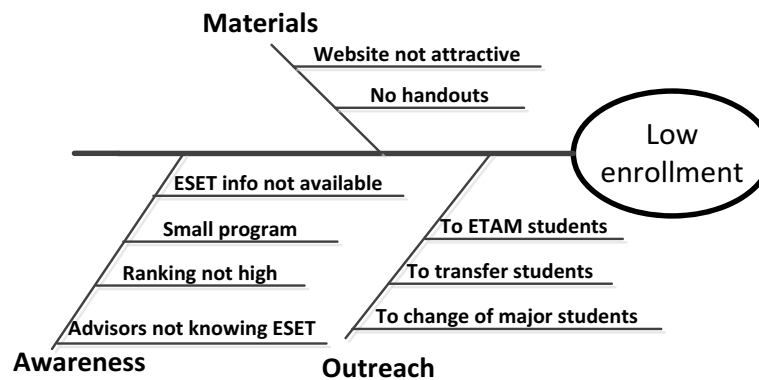 Materials
Website not attractive
No handouts
Low
enrollment
ESET info not available
Small program
Ranking not high
Advisors not knowing ESET
Awareness
To ETAM students
To transfer students
To change of major students
Outreach